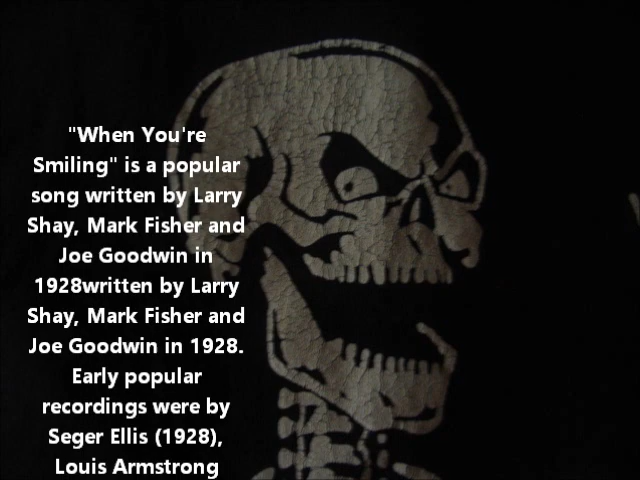 "When You're
Smiling" is a popular
song written by Larry
Shay, Mark Fisher and
Joe Goodwin in
1928written by Larry
Shay, Mark Fisher and
Joe Goodwin in 1928.
Early popular
recordings were by
Seger Ellis (1928),
Louis Armstrong